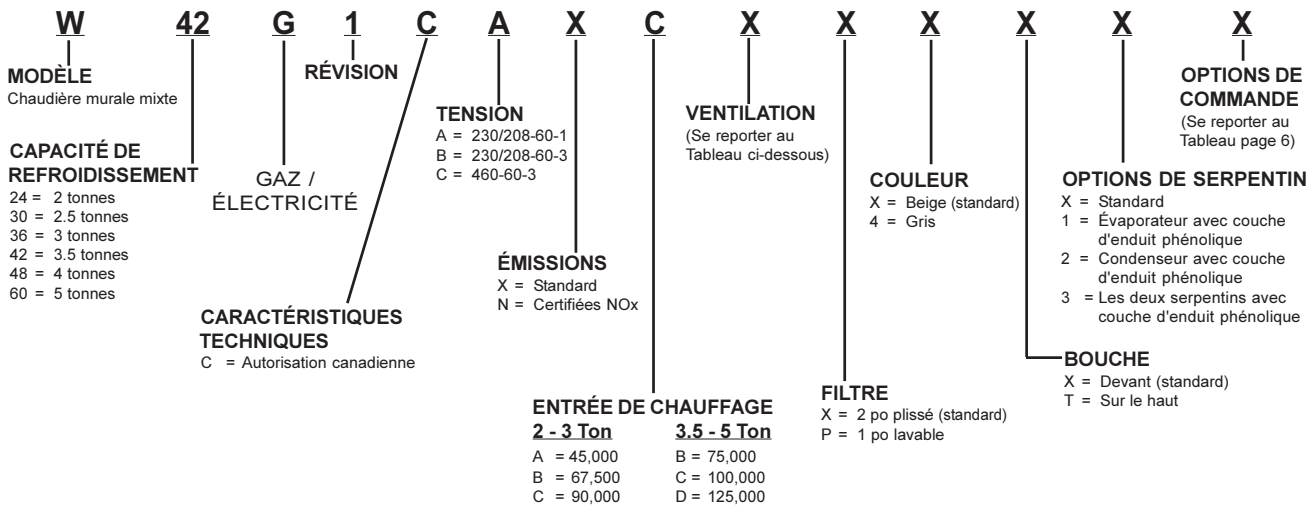 W 42 G 1 C A X C X X X X X X
MODÈLE
Chaudière murale mixte
CAPACITÉ DE
REFROIDISSEMENT
24 = 2 tonnes
30 = 2.5 tonnes
36 = 3 tonnes
42 = 3.5 tonnes
48 = 4 tonnes
60 = 5 tonnes
GAZ /
ÉLECTRICITÉ
RÉVISION
CARACTÉRISTIQUES
TECHNIQUES
C = Autorisation canadienne
TENSION
A = 230/208-60-1
B = 230/208-60-3
C = 460-60-3
ÉMISSIONS
X = Standard
N = Certifiées NOx
ENTRÉE DE CHAUFFAGE
2 - 3 Ton 3.5 - 5 Ton
A = 45,000 B = 75,000
B = 67,500 C = 100,000
C = 90,000 D = 125,000
VENTILATION
(Se reporter au
Tableau ci-dessous)
FILTRE
X = 2 po plissé (standard)
P = 1 po lavable
COULEUR
X = Beige (standard)
4 = Gris
BOUCHE
X = Devant (standard)
T = Sur le haut
OPTIONS DE SERPENTIN
X = Standard
1 = Évaporateur avec couche
d'enduit phénolique
2 = Condenseur avec couche
d'enduit phénolique
3 = Les deux serpentins avec
couche d'enduit phénolique
OPTIONS DE
COMMANDE
(Se reporter au
Tableau page 6)